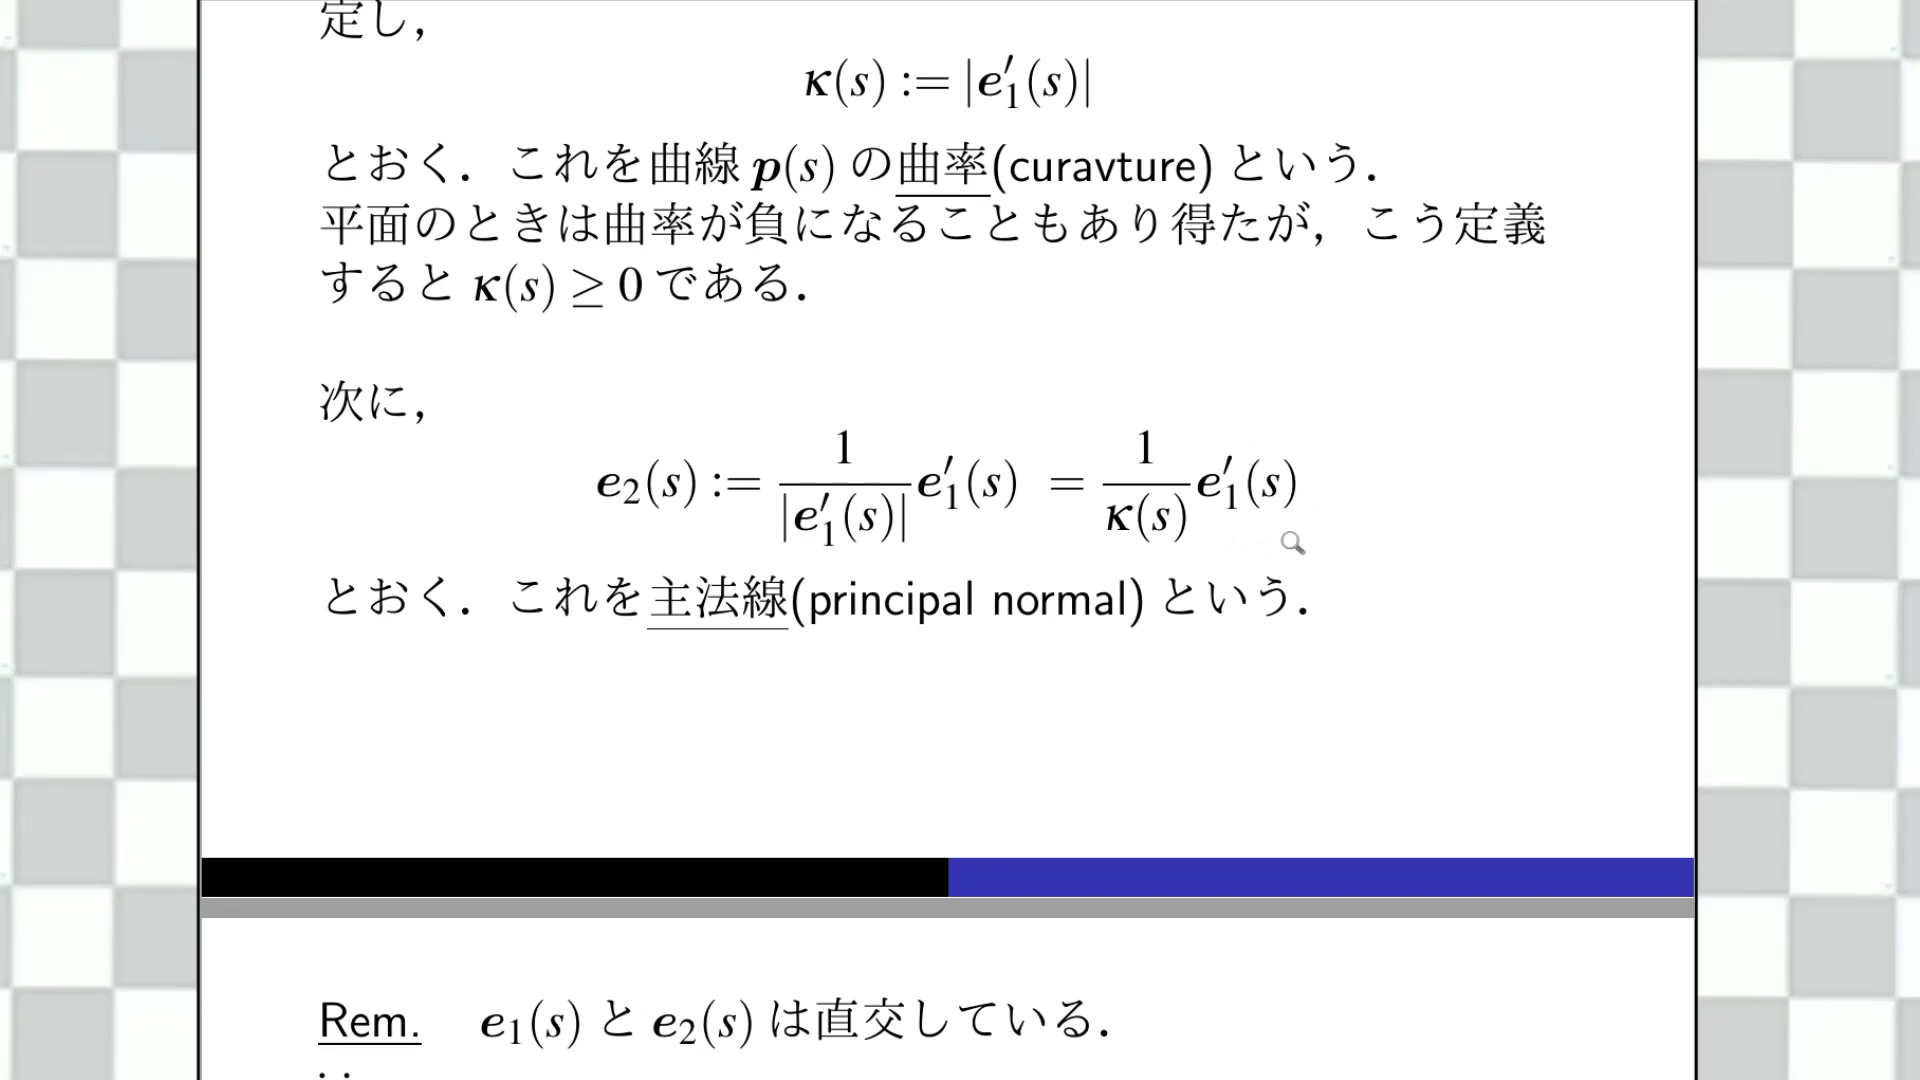 定し，
κ(s) := |e′₁(s)|
とおく．これを曲線 p(s) の曲率(curavture) という．
平面のときは曲率が負になることもあり得たが，こう定義
すると κ(s) ≥ 0 である．
次に，
e₂(s) := 1/|e′₁(s)| e′₁(s) = 1/κ(s) e′₁(s)
とおく．これを主法線(principal normal) という．
Rem. e₁(s) と e₂(s) は直交している．